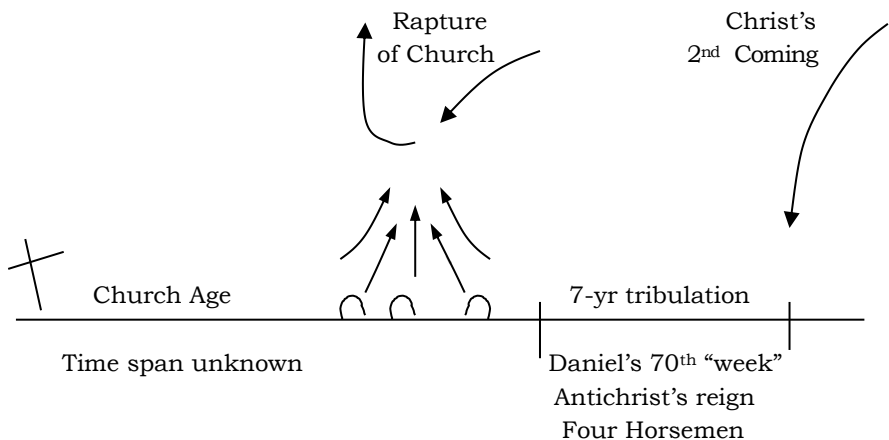 Rapture
of Church
Christ’s
2nd Coming
Church Age
7-yr tribulation
Time span unknown
Daniel’s 70th “week”
Antichrist’s reign
Four Horsemen